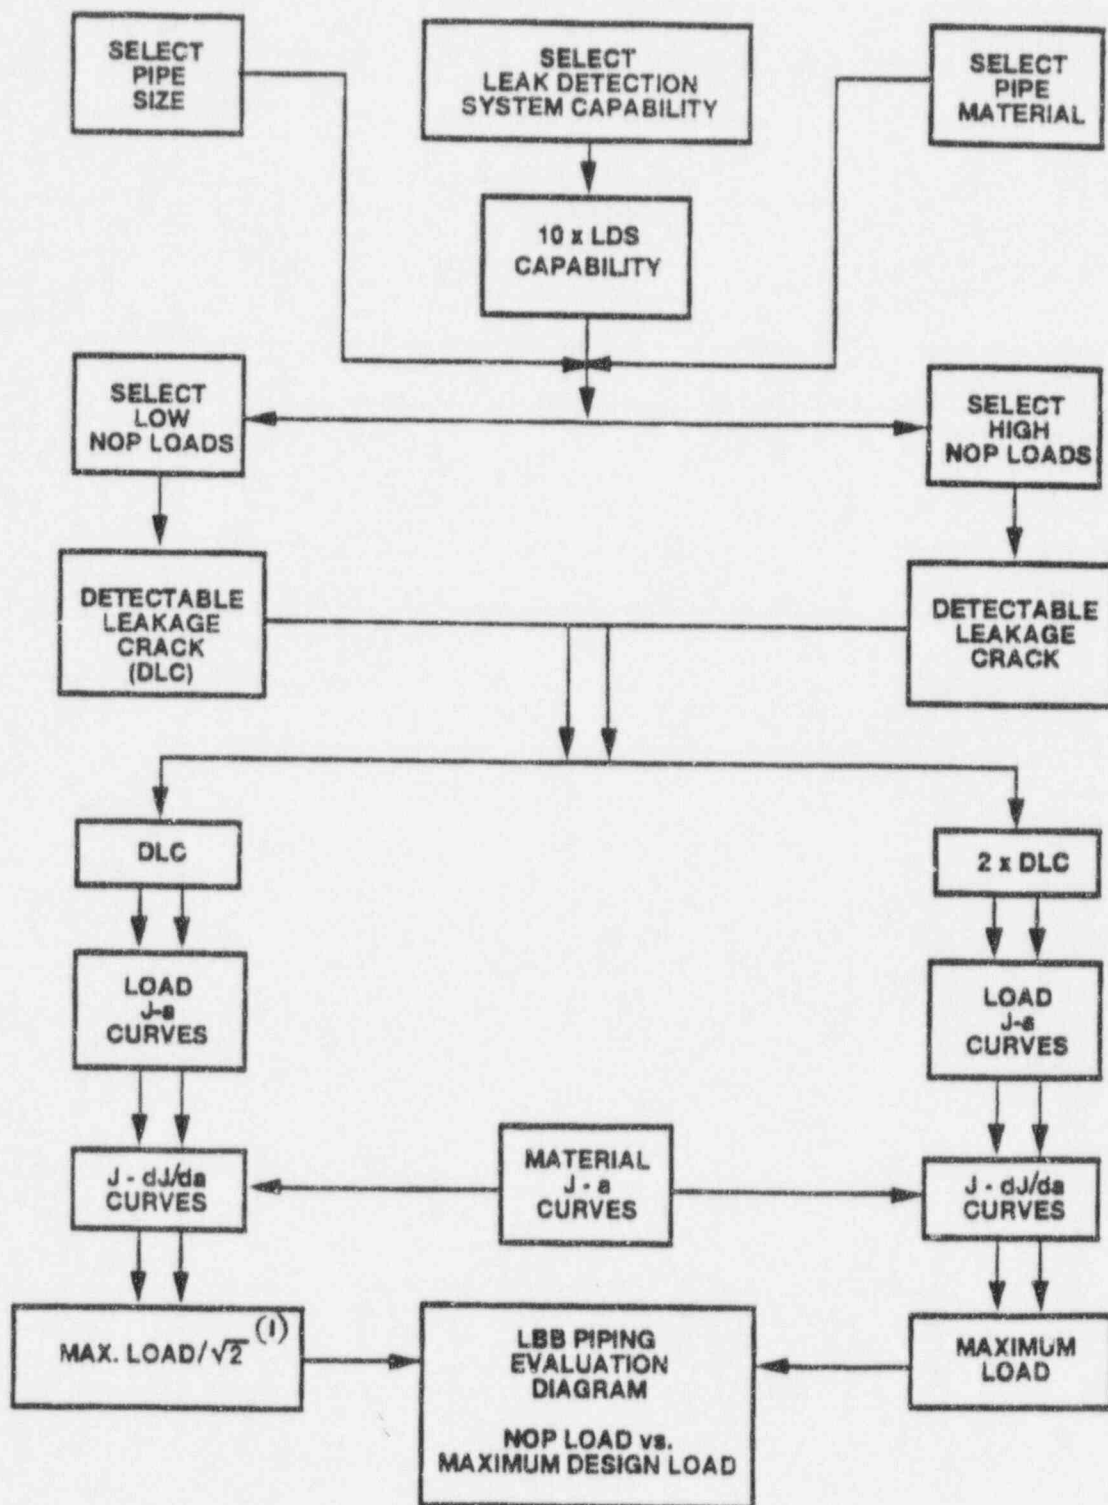 SELECT
PIPE
SIZE
SELECT
LEAK DETECTION
SYSTEM CAPABILITY
SELECT
PIPE
MATERIAL
10 x LDS
CAPABILITY
SELECT
LOW
NOP LOADS
SELECT
HIGH
NOP LOADS
DETECTABLE
LEAKAGE
CRACK
(DLC)
DETECTABLE
LEAKAGE
CRACK
DLC
2 x DLC
LOAD
J-a
CURVES
LOAD
J-a
CURVES
J - dJ/da
CURVES
MATERIAL
J - a
CURVES
J - dJ/da
CURVES
MAX. LOAD/√2 (1)
LBB PIPING
EVALUATION
DIAGRAM
NOP LOAD vs.
MAXIMUM DESIGN LOAD
MAXIMUM
LOAD